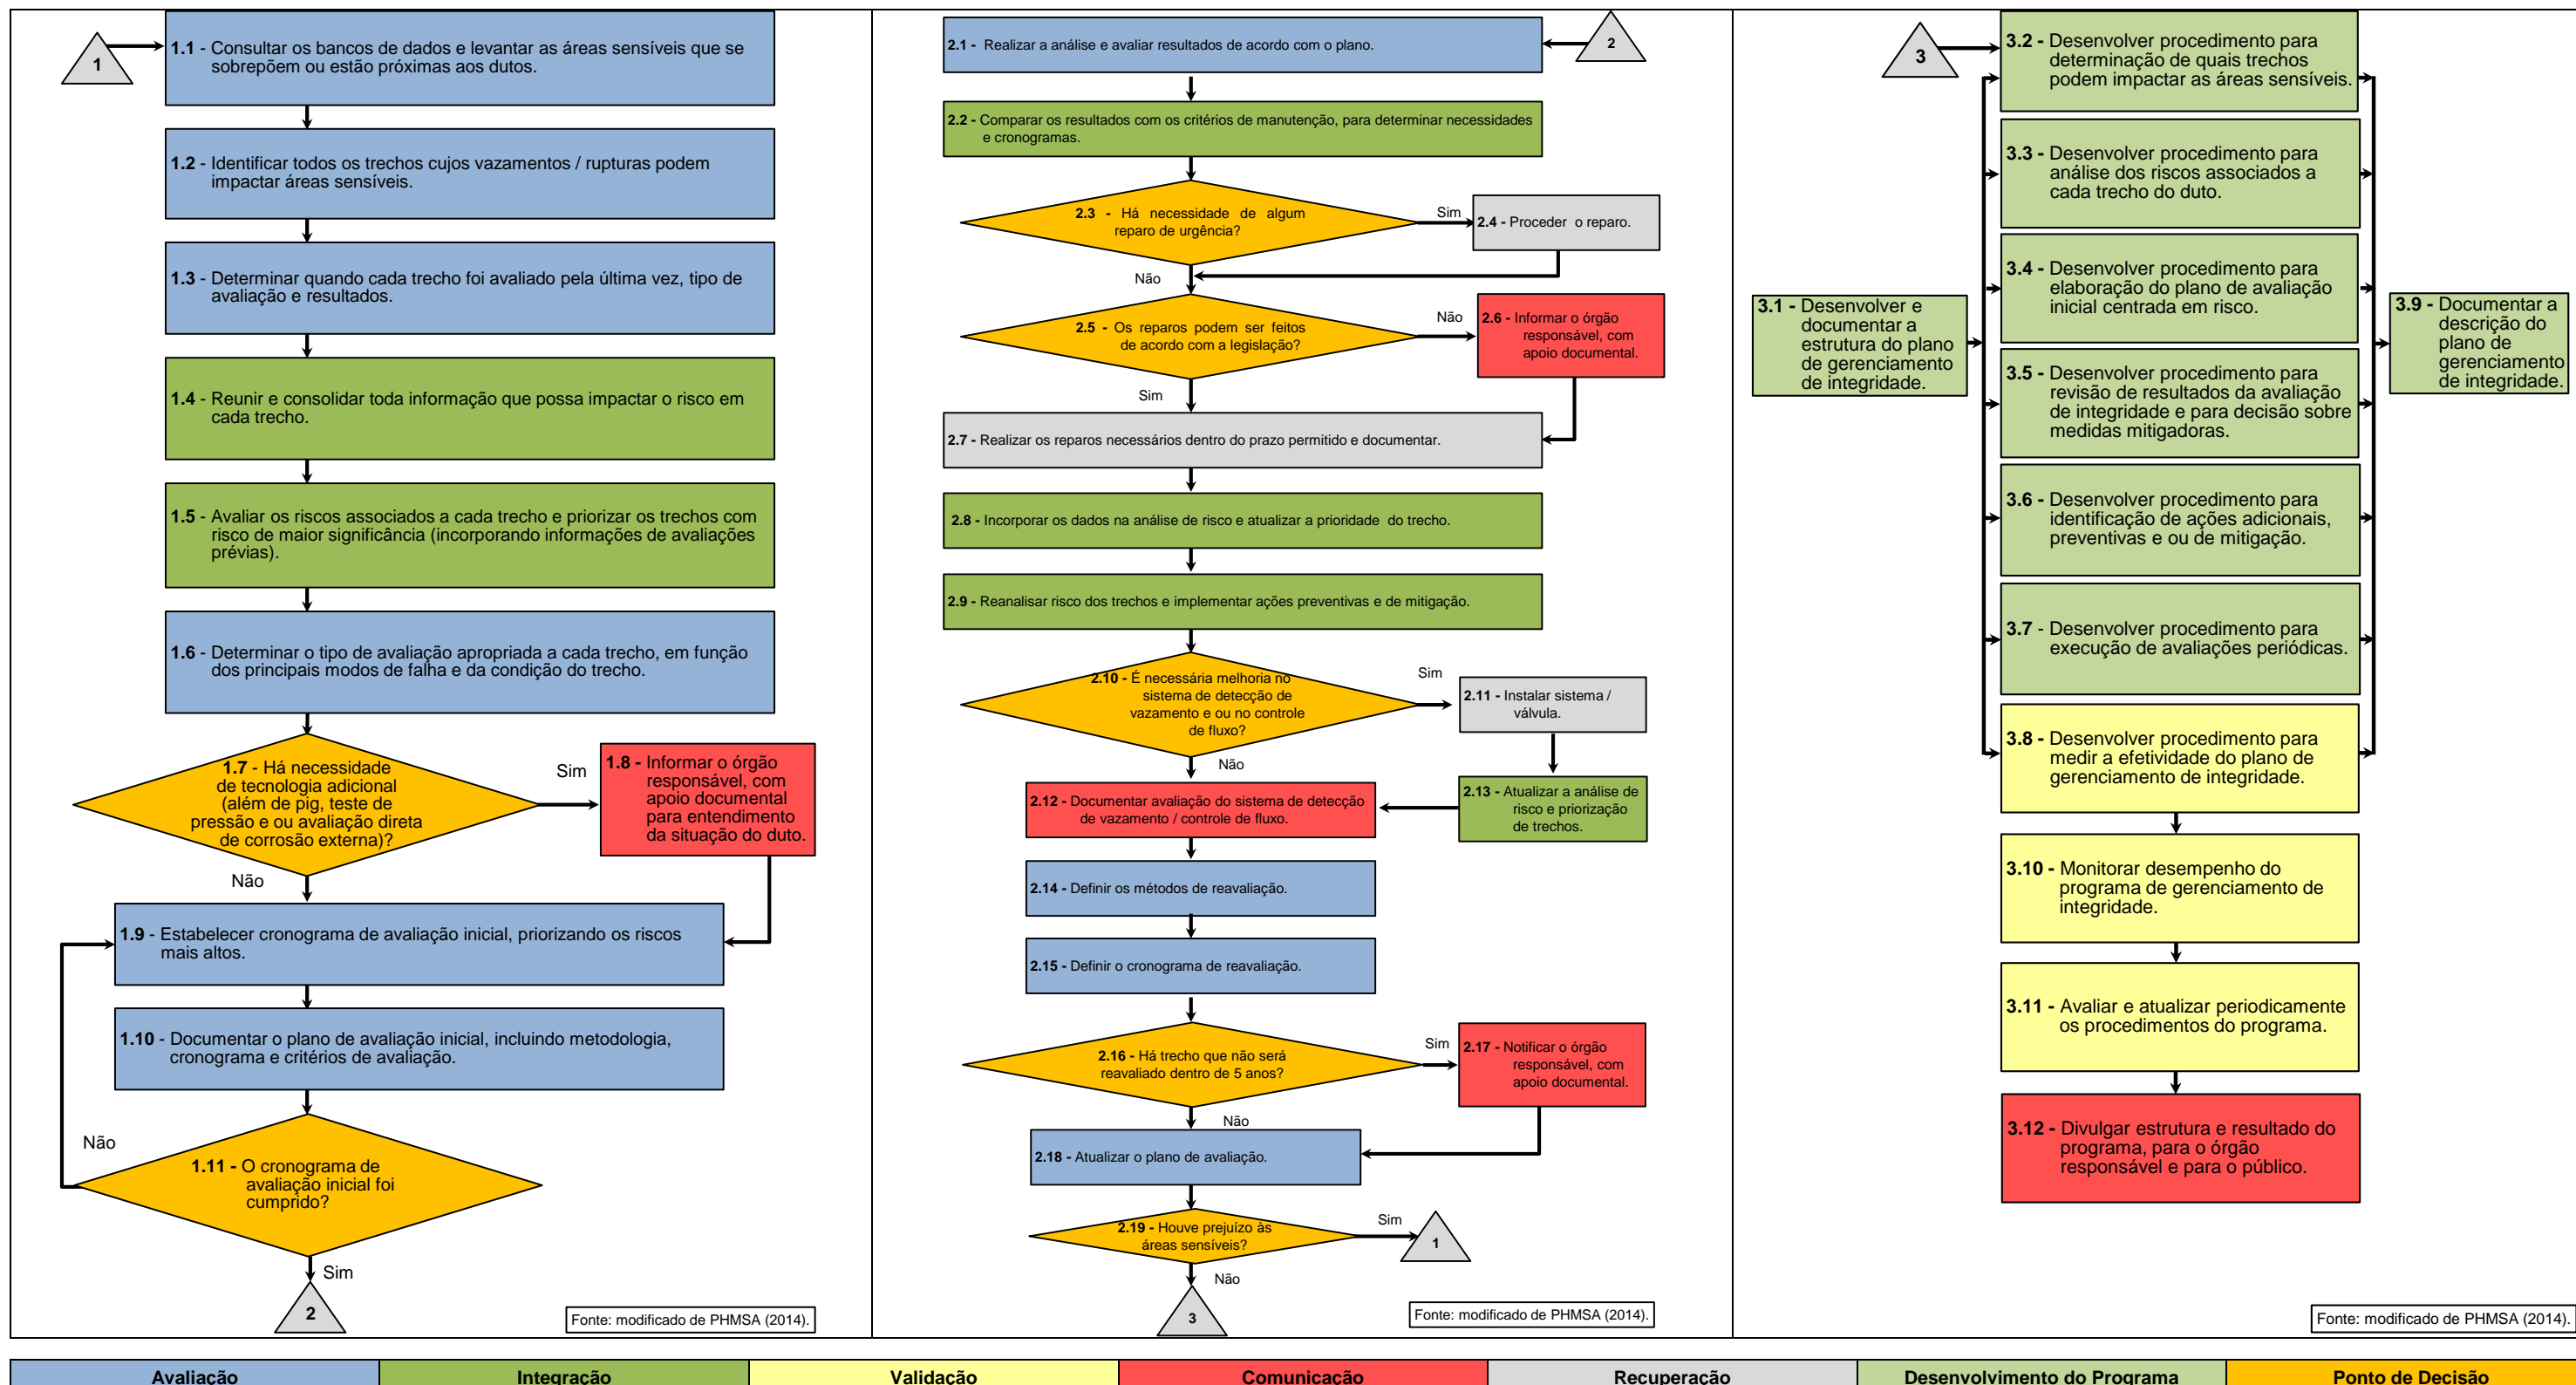 1
1.1 - Consultar os bancos de dados e levantar as áreas sensíveis que se
sobrepõem ou estão próximas aos dutos.
1.2 - Identificar todos os trechos cujos vazamentos / rupturas podem
impactar áreas sensíveis.
1.3 - Determinar quando cada trecho foi avaliado pela última vez, tipo de
avaliação e resultados.
1.4 - Reunir e consolidar toda informação que possa impactar o risco em
cada trecho.
1.5 - Avaliar os riscos associados a cada trecho e priorizar os trechos com
risco de maior significância (incorporando informações de avaliações
prévias).
1.6 - Determinar o tipo de avaliação apropriada a cada trecho, em função
dos principais modos de falha e da condição do trecho.
1.7 - Há necessidade
de tecnologia adicional
(além de pig, teste de
pressão e ou avaliação direta
de corrosão externa)?
Sim
1.8 - Informar o órgão
responsável, com
apoio documental
para entendimento
da situação do duto.
Não
1.9 - Estabelecer cronograma de avaliação inicial, priorizando os riscos
mais altos.
1.10 - Documentar o plano de avaliação inicial, incluindo metodologia,
cronograma e critérios de avaliação.
Não
1.11 - O cronograma de
avaliação inicial foi
cumprido?
Sim
2
Fonte: modificado de PHMSA (2014).
2
2.1 - Realizar a análise e avaliar resultados de acordo com o plano.
2.2 - Comparar os resultados com os critérios de manutenção, para determinar necessidades
e cronogramas.
2.3 - Há necessidade de algum
reparo de urgência?
Sim
2.4 - Proceder o reparo.
Não
2.5 - Os reparos podem ser feitos
de acordo com a legislação?
Não
2.6 - Informar o órgão
responsável, com
apoio documental.
Sim
2.7 - Realizar os reparos necessários dentro do prazo permitido e documentar.
2.8 - Incorporar os dados na análise de risco e atualizar a prioridade do trecho.
2.9 - Reanalisar risco dos trechos e implementar ações preventivas e de mitigação.
2.10 - É necessária melhoria no
sistema de detecção de
vazamento e ou no controle
de fluxo?
Sim
2.11 - Instalar sistema /
válvula.
Não
2.12 - Documentar avaliação do sistema de detecção
de vazamento / controle de fluxo.
2.13 - Atualizar a análise de
risco e priorização
de trechos.
2.14 - Definir os métodos de reavaliação.
2.15 - Definir o cronograma de reavaliação.
2.16 - Há trecho que não será
reavaliado dentro de 5 anos?
Sim
2.17 - Notificar o órgão
responsável, com
apoio documental.
Não
2.18 - Atualizar o plano de avaliação.
2.19 - Houve prejuízo às
áreas sensíveis?
Sim
1
Não
3
Fonte: modificado de PHMSA (2014).
3
3.1 - Desenvolver e
documentar a
estrutura do plano
de gerenciamento
de integridade.
3.2 - Desenvolver procedimento para
determinação de quais trechos
podem impactar as áreas sensíveis.
3.3 - Desenvolver procedimento para
análise dos riscos associados a
cada trecho do duto.
3.4 - Desenvolver procedimento para
elaboração do plano de avaliação
inicial centrada em risco.
3.5 - Desenvolver procedimento para
revisão de resultados da avaliação
de integridade e para decisão sobre
medidas mitigadoras.
3.6 - Desenvolver procedimento para
identificação de ações adicionais,
preventivas e ou de mitigação.
3.7 - Desenvolver procedimento para
execução de avaliações periódicas.
3.8 - Desenvolver procedimento para
medir a efetividade do plano de
gerenciamento de integridade.
3.9 - Documentar a
descrição do
plano de
gerenciamento
de integridade.
3.10 - Monitorar desempenho do
programa de gerenciamento de
integridade.
3.11 - Avaliar e atualizar periodicamente
os procedimentos do programa.
3.12 - Divulgar estrutura e resultado do
programa, para o órgão
responsável e para o público.
Fonte: modificado de PHMSA (2014).
Avaliação
Integração
Validação
Comunicação
Recuperação
Desenvolvimento do Programa
Ponto de Decisão